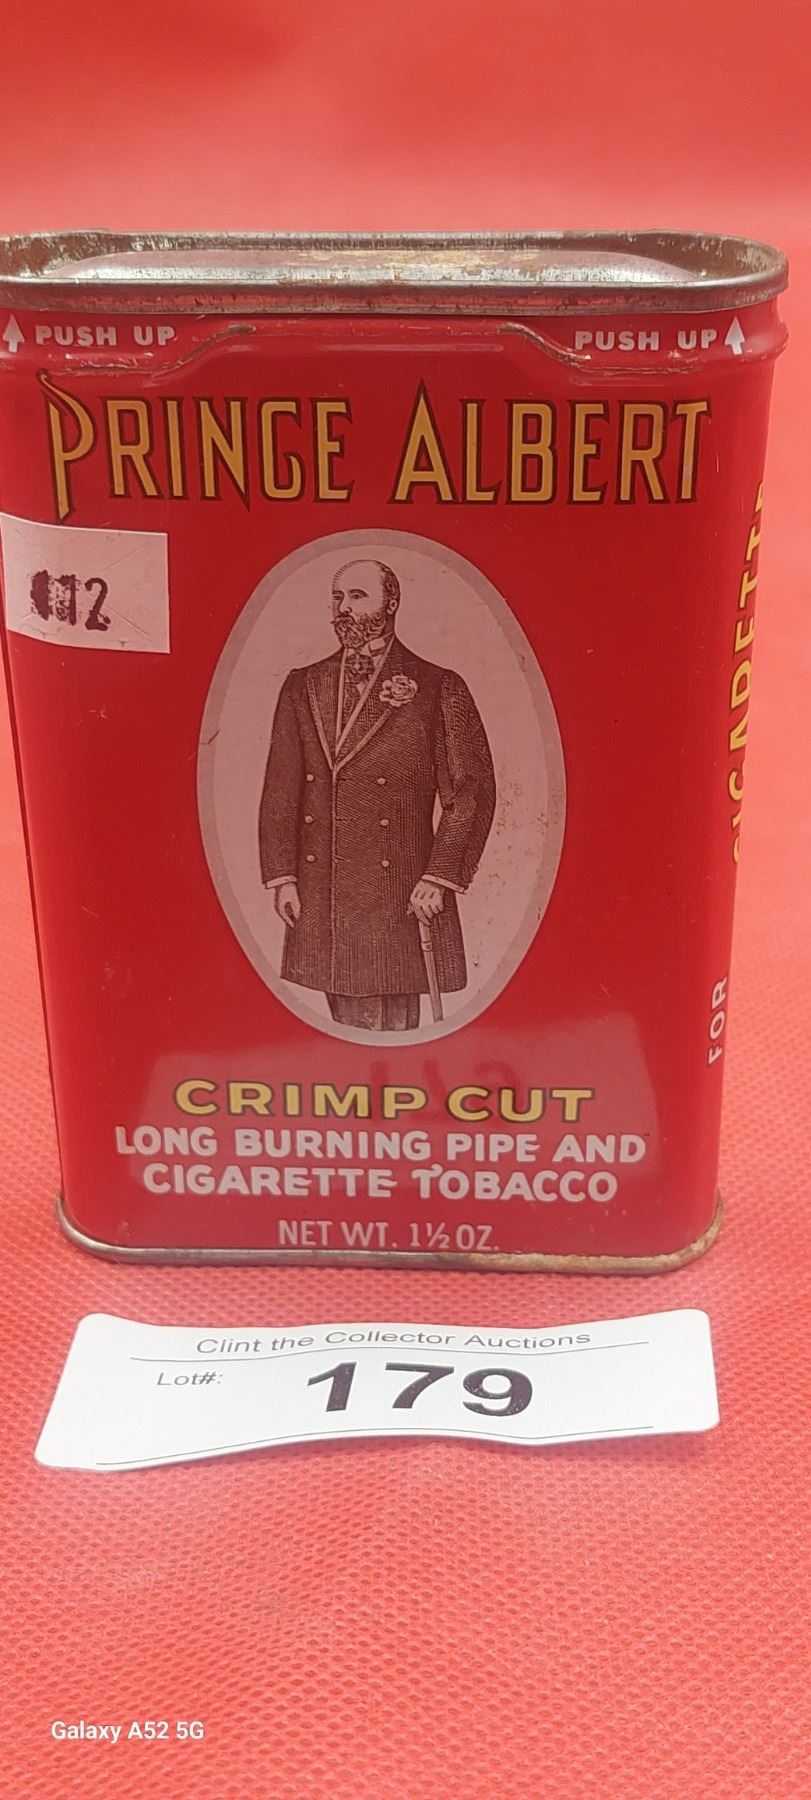 PUSH UP PUSH UP
PRINCE ALBERT
CIGARETTE
FOR
CRIMP CUT
LONG BURNING PIPE AND
CIGARETTE TOBACCO
NET WT. 1½ OZ.
Clint the Collector Auctions
Lot#: 179
Galaxy A52 5G